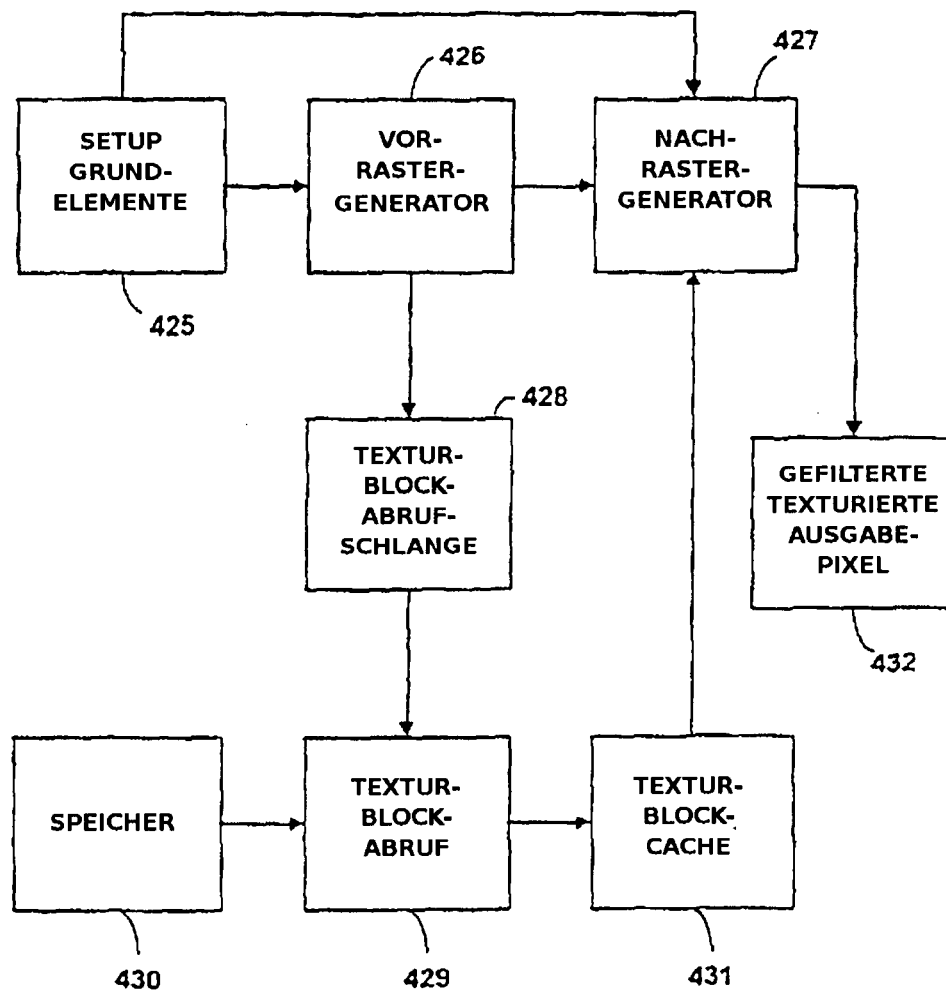 426
427
SETUP
GRUND-
ELEMENTE
VOR-
RASTER-
GENERATOR
NACH-
RASTER-
GENERATOR
425
428
TEXTUR-
BLOCK-
ABRUF-
SCHLANGE
GEFILTERTE
TEXTURIERTE
AUSGABE-
PIXEL
432
SPEICHER
TEXTUR-
BLOCK-
ABRUF
TEXTUR-
BLOCK-
CACHE
430
429
431